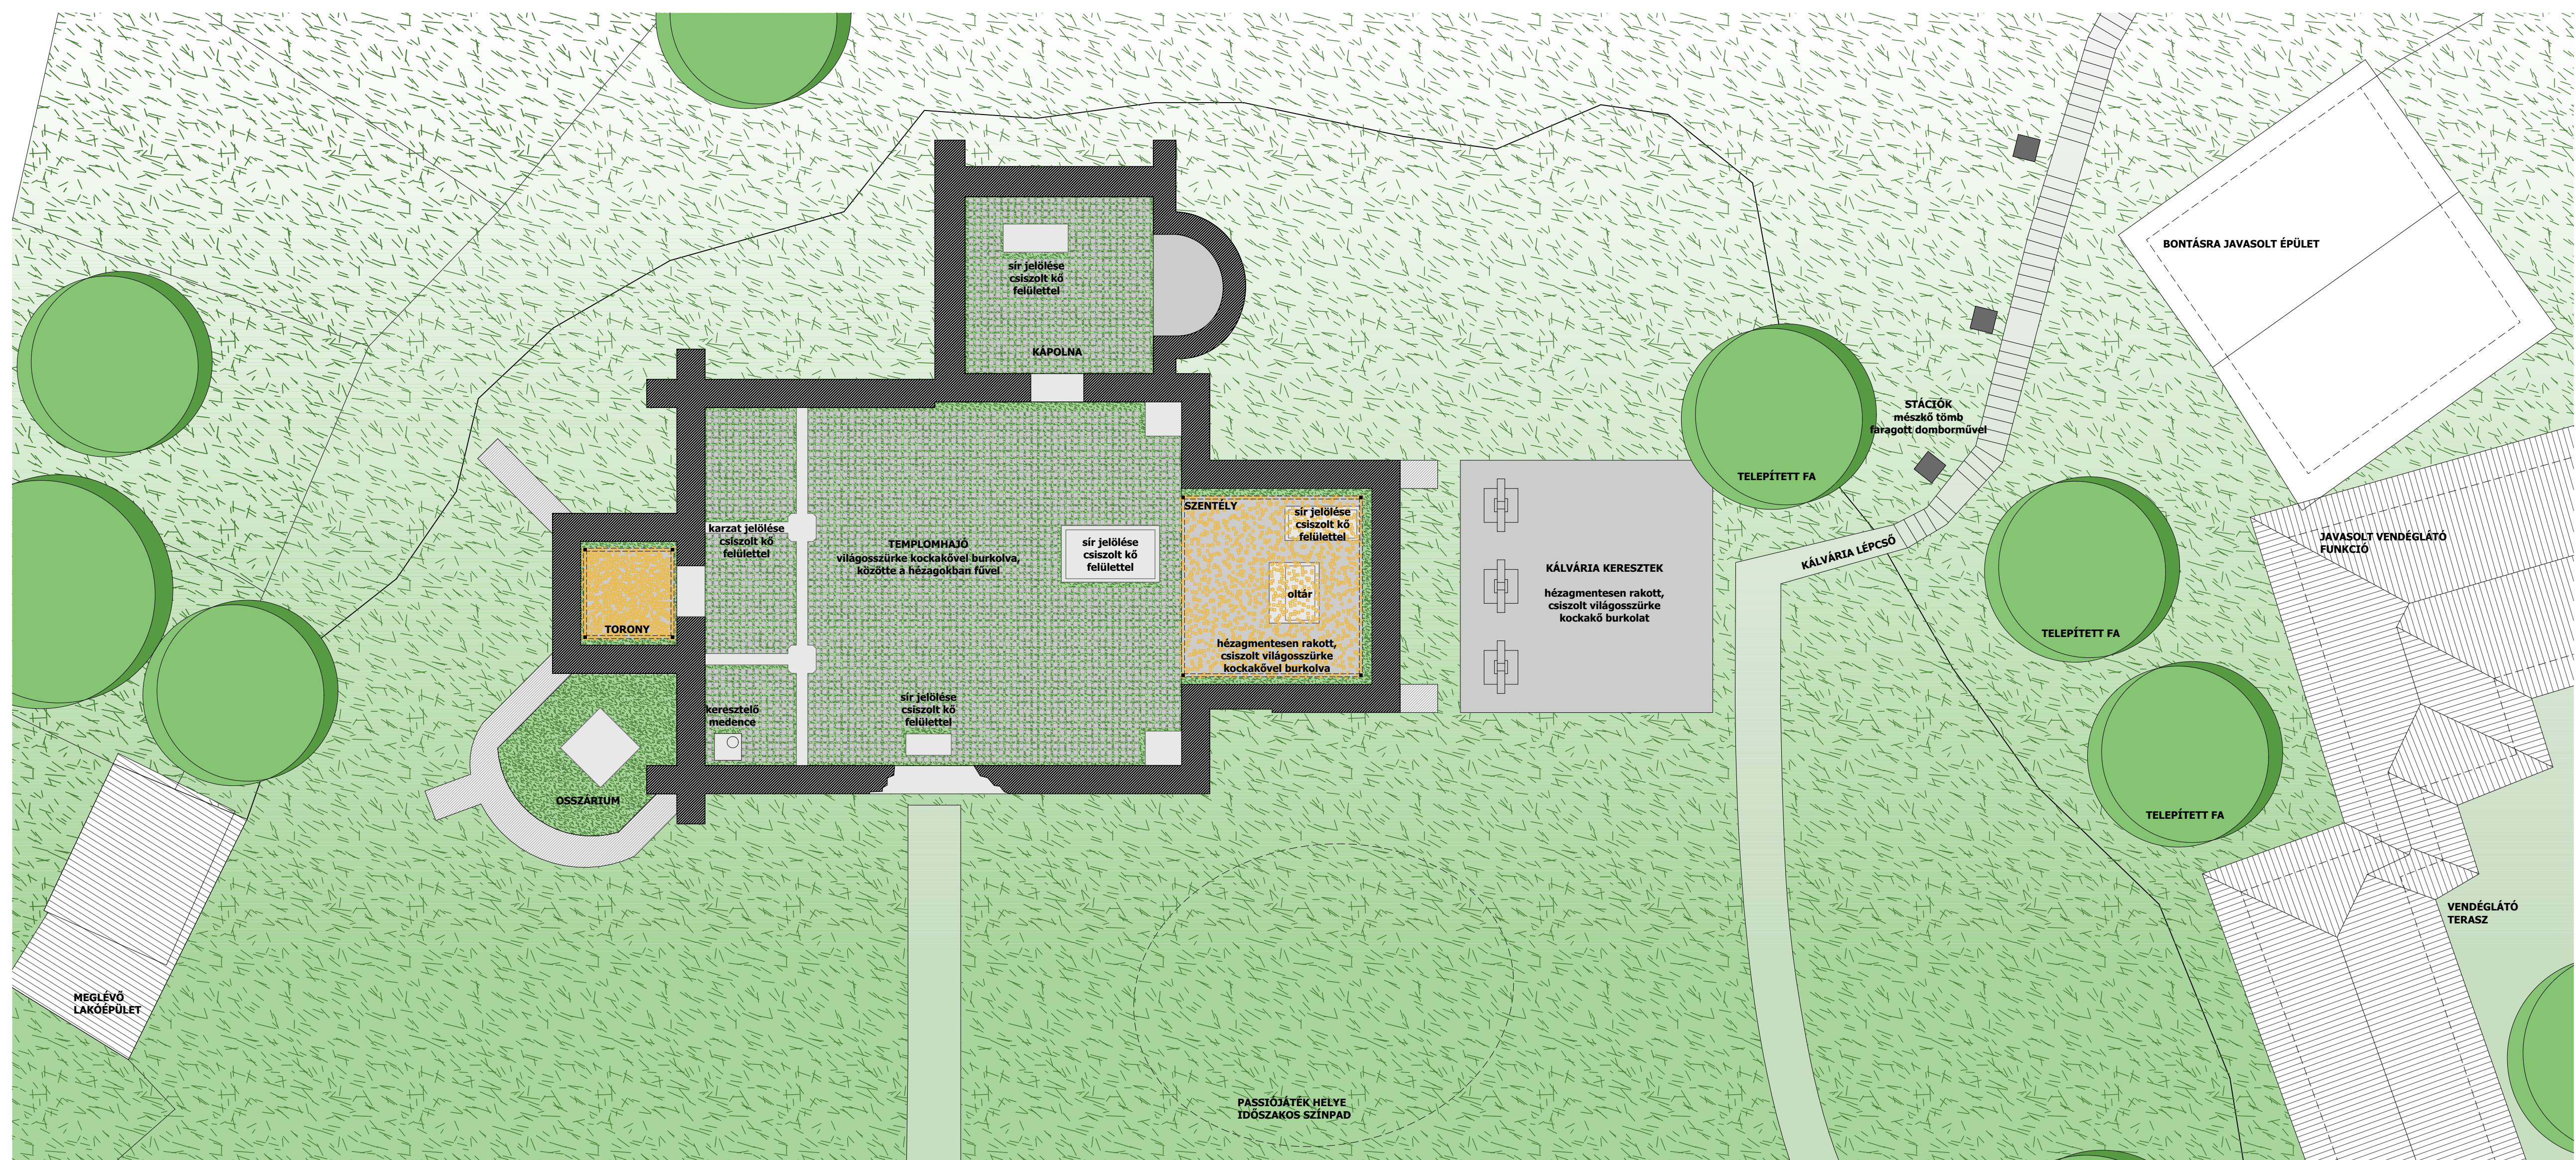 BONTÁSRA JAVASOLT ÉPÜLET
sír jelölése
csiszolt kő
felülettel
KÁPOLNA
STÁCIÓK
mészkő tömb
faragott domborművel
TELEPÍTETT FA
SZENTÉLY
sír jelölése
csiszolt kő
felülettel
karzat jelölése
csiszolt kő
felülettel
TEMPLOMHAJÓ
világosszürke kockakővel burkolva,
közötte a hézagokban fűvel
sír jelölése
csiszolt kő
felülettel
JAVASOLT VENDÉGLÁTÓ
FUNKCIÓ
KÁLVÁRIA LÉPCSŐ
KÁLVÁRIA KERESZTEK
hézagmentesen rakott,
csiszolt világosszürke
kockakő burkolat
oltár
TORONY
TELEPÍTETT FA
hézagmentesen rakott,
csiszolt világosszürke
kockakővel burkolva
sír jelölése
csiszolt kő
felülettel
keresztelő
medence
OSSZÁRIUM
TELEPÍTETT FA
VENDÉGLÁTÓ
TERASZ
MEGLÉVŐ
LAKÓÉPÜLET
PASSIÓJÁTÉK HELYE
IDŐSZAKOS SZÍNPAD